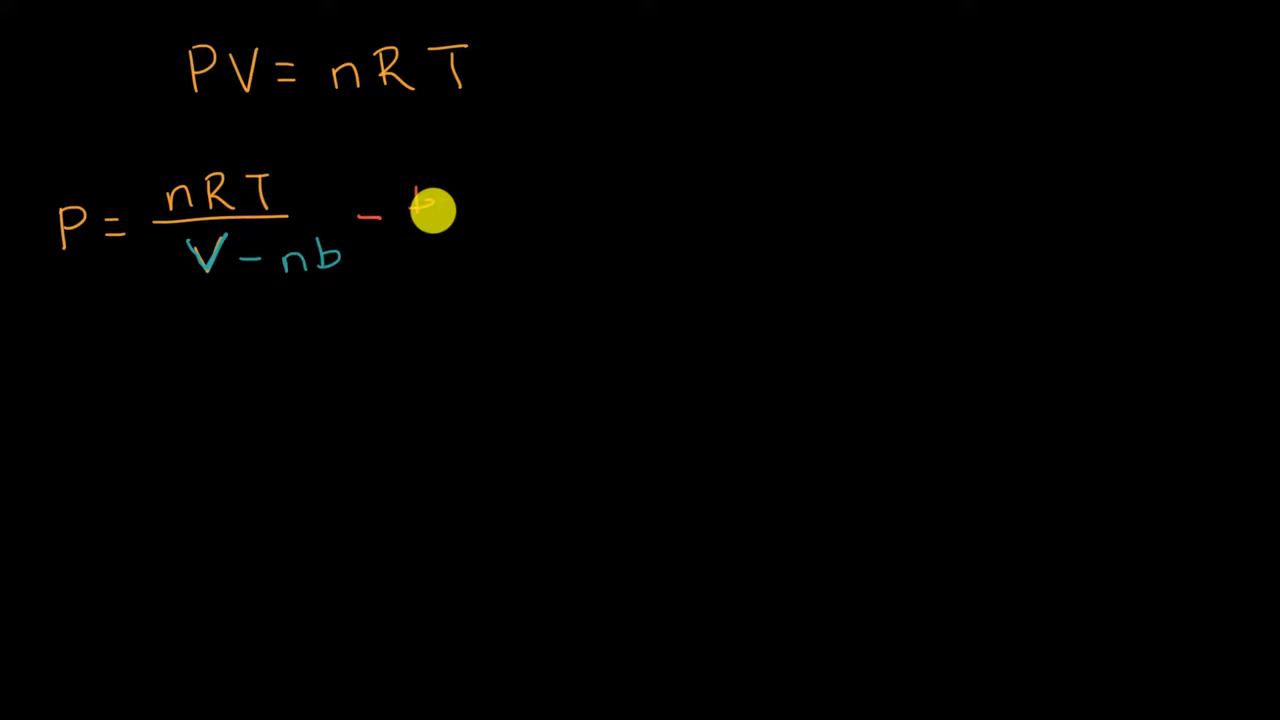 PV = nRT
P = nRT / V - nb -